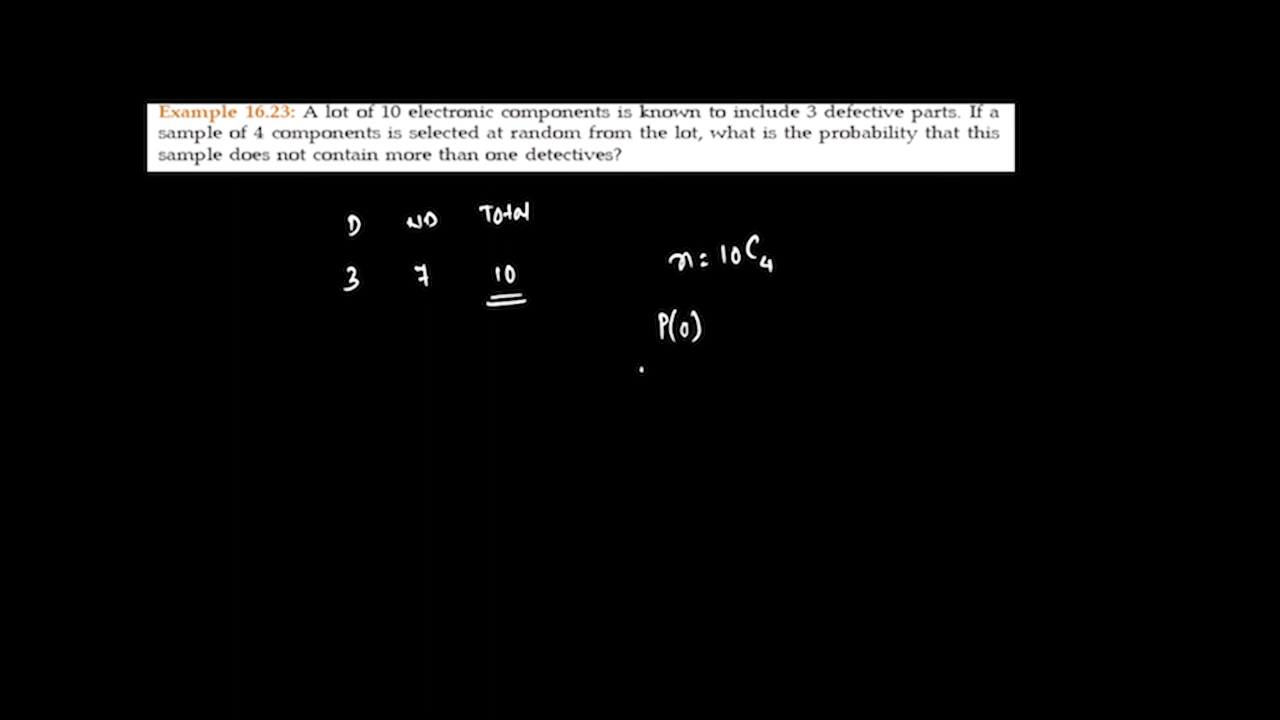 Example 16.23: A lot of 10 electronic components is known to include 3 defective parts. If a
sample of 4 components is selected at random from the lot, what is the probability that this
sample does not contain more than one detectives?
D ND Total
3 7 10
n = 10C₄
P(0)